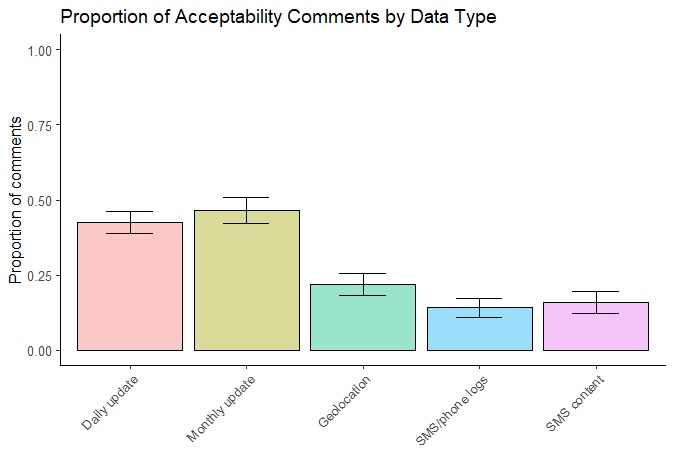 Proportion of Acceptability Comments by Data Type
Proportion of comments
1.00
0.75
0.50
0.25
0.00
Daily update
Monthly update
Geolocation
SMS/phone logs
SMS content